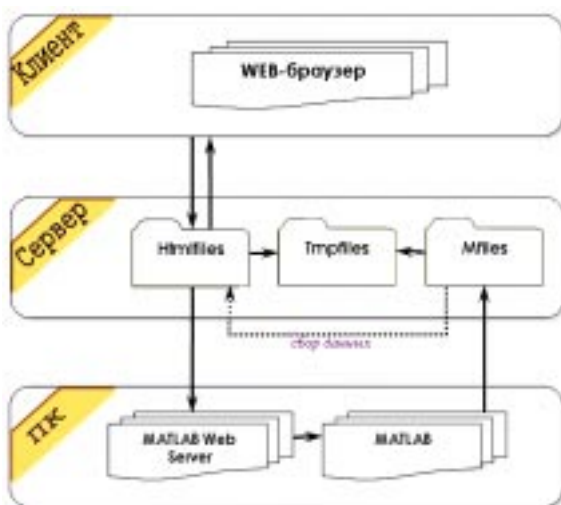 Клиент
WEB-браузер
Сервер
Htmlfiles
Tmpfiles
Mfiles
сбор данных
ПК
MATLAB Web
Server
MATLAB